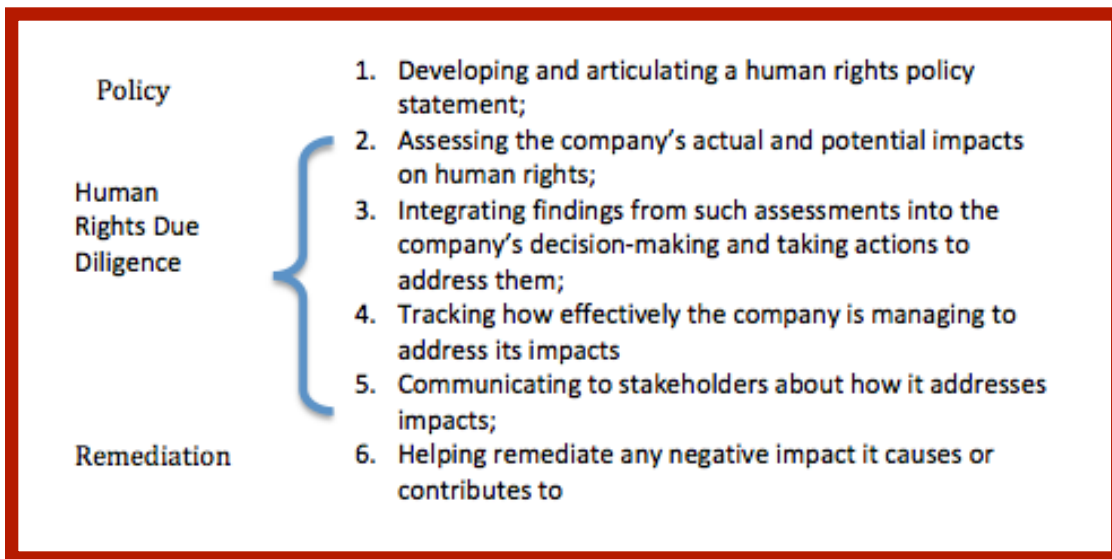 Policy
1. Developing and articulating a human rights policy
statement;
Human
Rights Due
Diligence
2. Assessing the company's actual and potential impacts
on human rights;
3. Integrating findings from such assessments into the
company's decision-making and taking actions to
address them;
4. Tracking how effectively the company is managing to
address its impacts
5. Communicating to stakeholders about how it addresses
impacts;
Remediation
6. Helping remediate any negative impact it causes or
contributes to